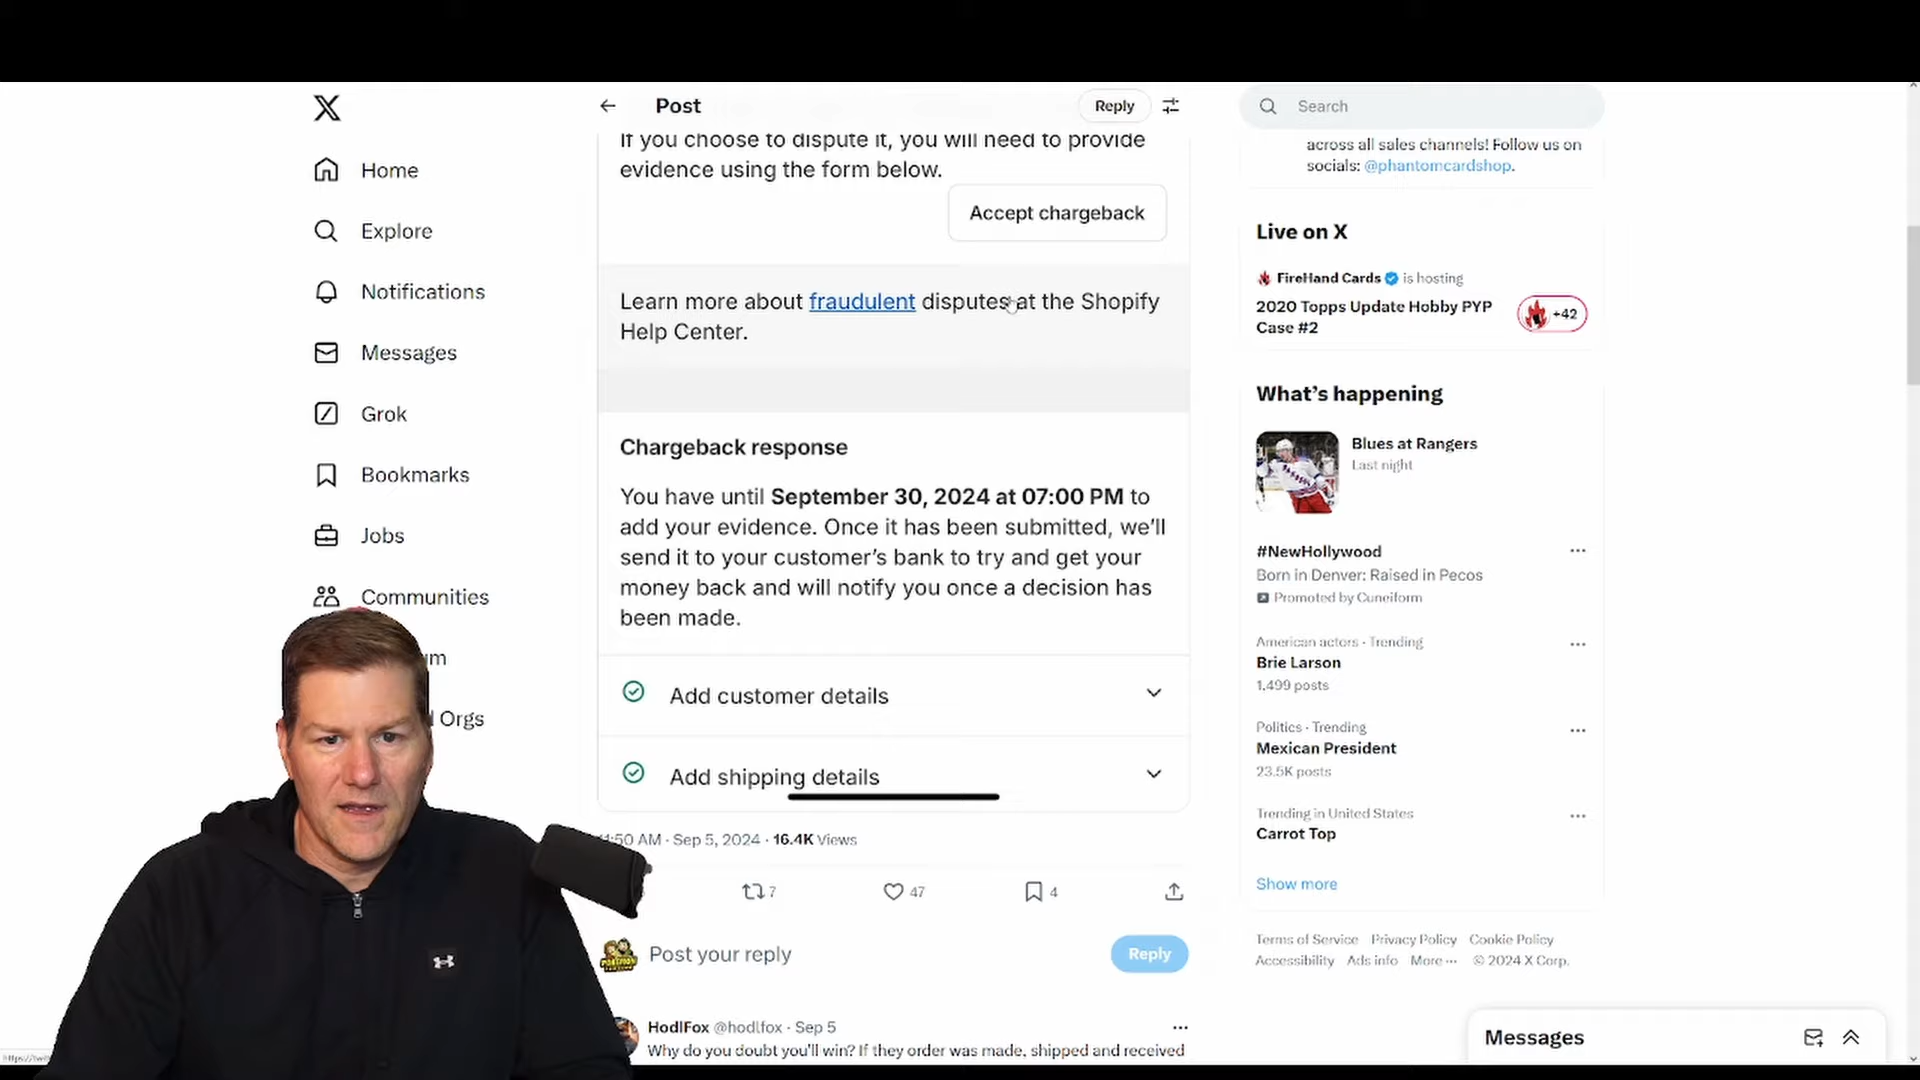 Post
Reply
Search
Home
Explore
Notifications
Messages
Grok
Bookmarks
Jobs
Communities
Orgs
If you choose to dispute it, you will need to provide
evidence using the form below.
Accept chargeback
Learn more about fraudulent disputes at the Shopify
Help Center.
Chargeback response
You have until September 30, 2024 at 07:00 PM to
add your evidence. Once it has been submitted, we'll
send it to your customer's bank to try and get your
money back and will notify you once a decision has
been made.
Add customer details
Add shipping details
:50 AM · Sep 5, 2024 · 16.4K Views
7
47
4
Post your reply
Reply
HodlFox @hodlfox · Sep 5
Why do you doubt you'll win? If they order was made, shipped and received
across all sales channels! Follow us on
socials: @phantomcardshop.
Live on X
FireHand Cards is hosting
2020 Topps Update Hobby PYP
Case #2
+42
What's happening
Blues at Rangers
Last night
#NewHollywood
Born in Denver: Raised in Pecos
Promoted by Cuneiform
American actors · Trending
Brie Larson
1,499 posts
Politics · Trending
Mexican President
23.5K posts
Trending in United States
Carrot Top
Show more
Terms of Service Privacy Policy Cookie Policy
Accessibility Ads info More ··· © 2024 X Corp.
Messages